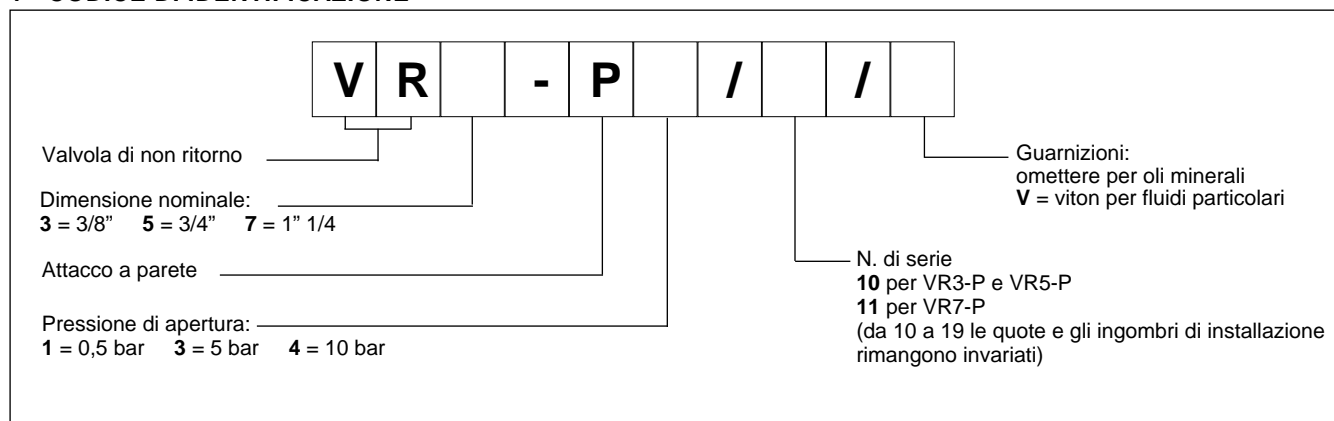 V R - P / /
Valvola di non ritorno
Dimensione nominale:
3 = 3/8” 5 = 3/4” 7 = 1” 1/4
Attacco a parete
Pressione di apertura:
1 = 0,5 bar 3 = 5 bar 4 = 10 bar
Guarnizioni:
omettere per oli minerali
V = viton per fluidi particolari
N. di serie
10 per VR3-P e VR5-P
11 per VR7-P
(da 10 a 19 le quote e gli ingombri di installazione
rimangono invariati)